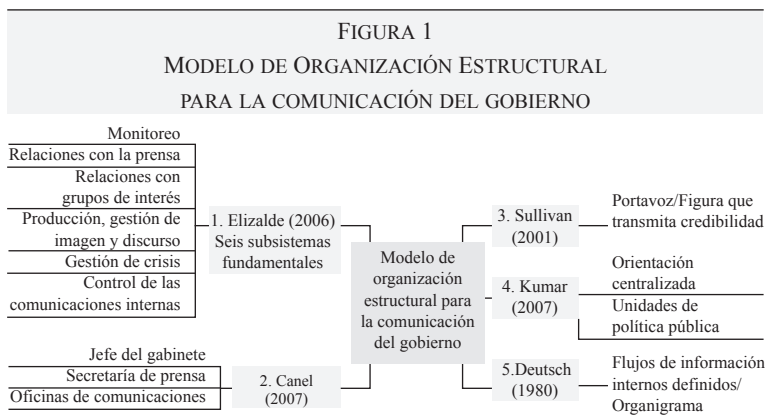 FIGURA 1
MODELO DE ORGANIZACIÓN ESTRUCTURAL
PARA LA COMUNICACIÓN DEL GOBIERNO
Monitoreo
Relaciones con la prensa
Relaciones con
grupos de interés
Producción, gestión de
imagen y discurso
Gestión de crisis
Control de las
comunicaciones internas
1. Elizalde (2006)
Seis subsistemas
fundamentales
Jefe del gabinete
Secretaría de prensa
Oficinas de comunicaciones
2. Canel
(2007)
Modelo de
organización
estructural para
la comunicación
del gobierno
3. Sullivan
(2001)
Portavoz/Figura que
transmita credibilidad
4. Kumar
(2007)
Orientación
centralizada
Unidades de
política pública
5.Deutsch
(1980)
Flujos de información
internos definidos/
Organigrama